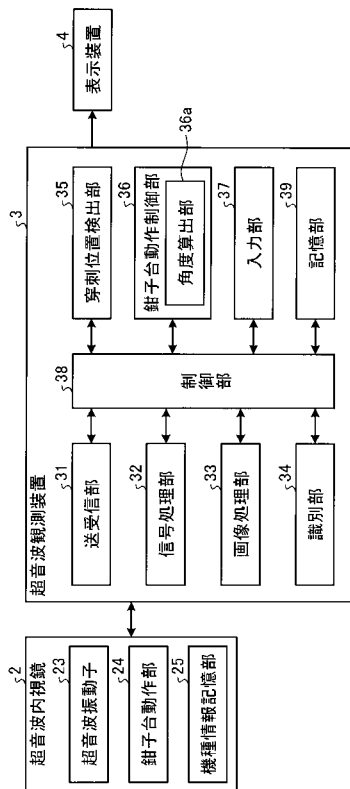 2
超音波内視鏡
23
超音波振動子
24
鉗子台動作部
25
機種情報記憶部
3
超音波観測装置
31
送受信部
32
信号処理部
33
画像処理部
34
識別部
38
制御部
35
穿刺位置検出部
36
鉗子台動作制御部
36a
角度算出部
37
入力部
39
記憶部
4
表示装置